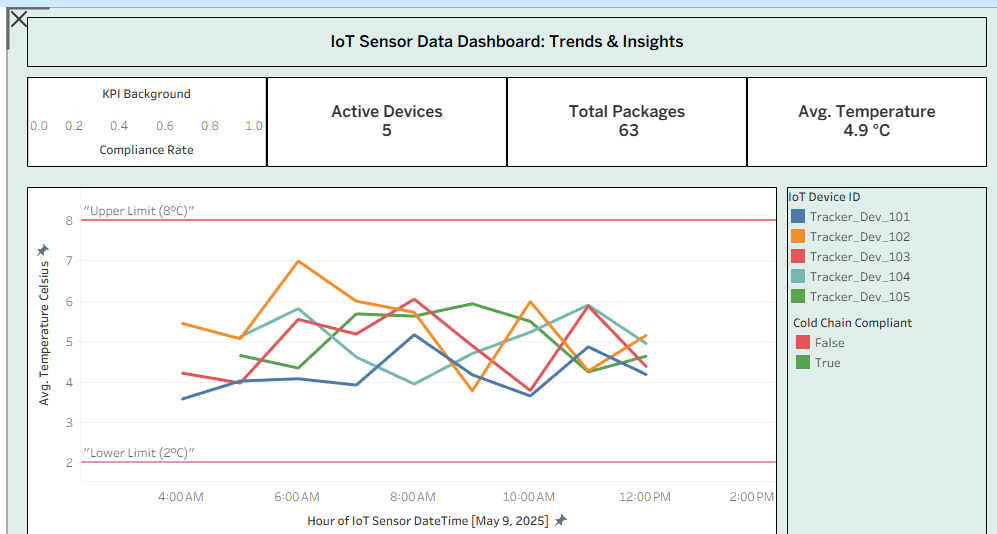 IoT Sensor Data Dashboard: Trends & Insights
KPI Background
0.0 0.2 0.4 0.6 0.8 1.0
Compliance Rate
Active Devices
5
Total Packages
63
Avg. Temperature
4.9 °C
"Upper Limit (8°C)"
8
7
6
5
4
3
2
Avg. Temperature Celsius
"Lower Limit (2°C)"
4:00 AM 6:00 AM 8:00 AM 10:00 AM 12:00 PM 2:00 PM
Hour of IoT Sensor DateTime [May 9, 2025]
IoT Device ID
Tracker_Dev_101
Tracker_Dev_102
Tracker_Dev_103
Tracker_Dev_104
Tracker_Dev_105
Cold Chain Compliant
False
True